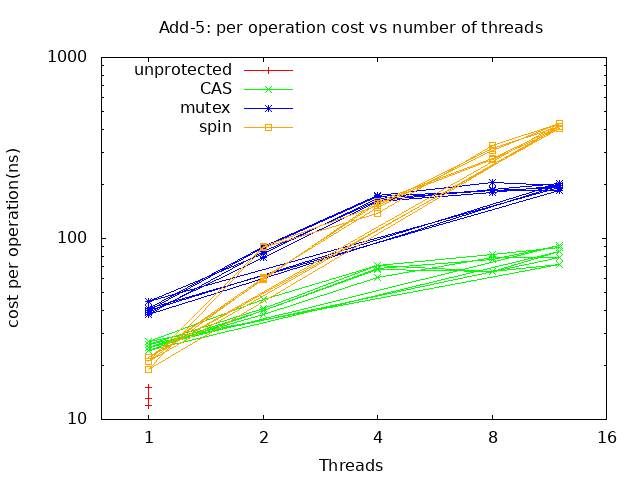 Add-5: per operation cost vs number of threads
1000
unprotected
CAS
mutex
spin
100
cost per operation(ns)
10
1 2 4 8 16
Threads